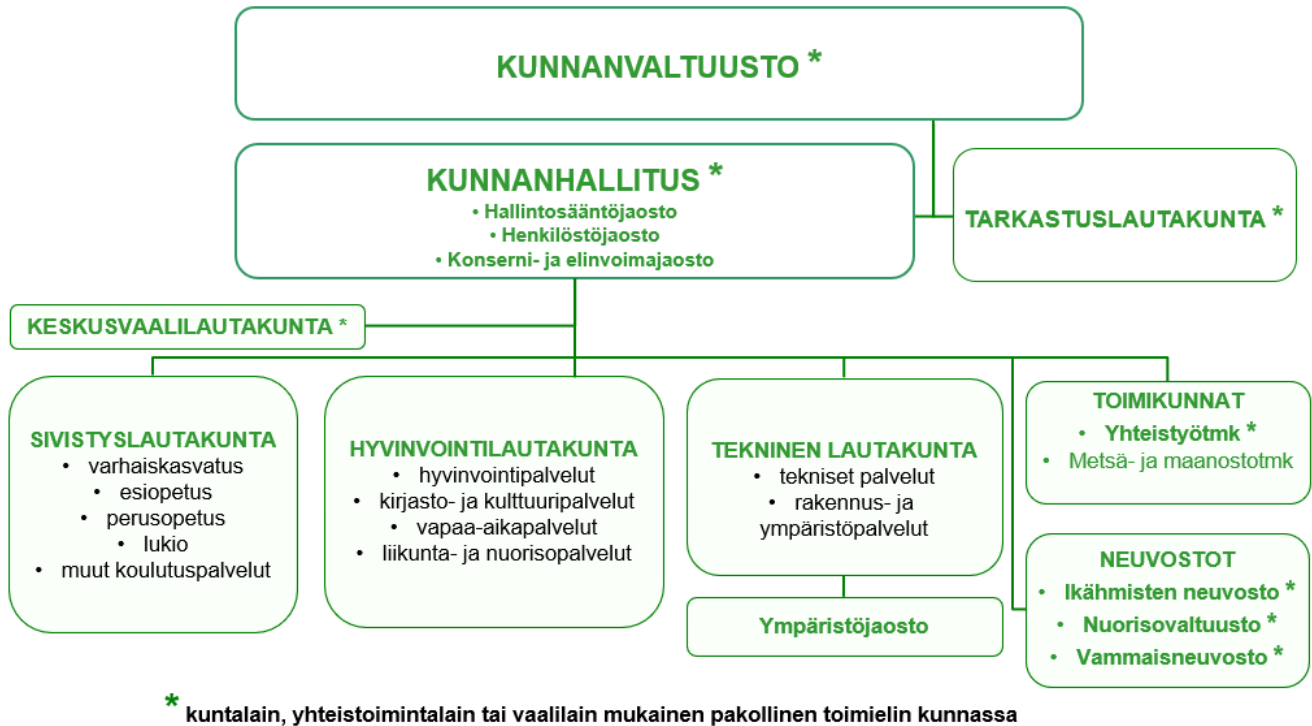 KUNNANVALTUUSTO *
KUNNANHALLITUS *
• Hallintosääntöjaosto
• Henkilöstöjaosto
• Konserni- ja elinvoimajaosto
TARKASTUSLAUTAKUNTA *
KESKUSVAALILAUTAKUNTA *
SIVISTYSLAUTAKUNTA
• varhaiskasvatus
• esiopetus
• perusopetus
• lukio
• muut koulutuspalvelut
HYVINVOINTILAUTAKUNTA
• hyvinvointipalvelut
• kirjasto- ja kulttuuripalvelut
• vapaa-aikapalvelut
• liikunta- ja nuorisopalvelut
TEKNINEN LAUTAKUNTA
• tekniset palvelut
• rakennus- ja
ympäristöpalvelut
Ympäristöjaosto
TOIMIKUNNAT
• Yhteistyötmk *
• Metsä- ja maanostotmk
NEUVOSTOT
• Ikähmisten neuvosto *
• Nuorisovaltuusto *
• Vammaisneuvosto *
* kuntalain, yhteistoimintalain tai vaalilain mukainen pakollinen toimielin kunnassa